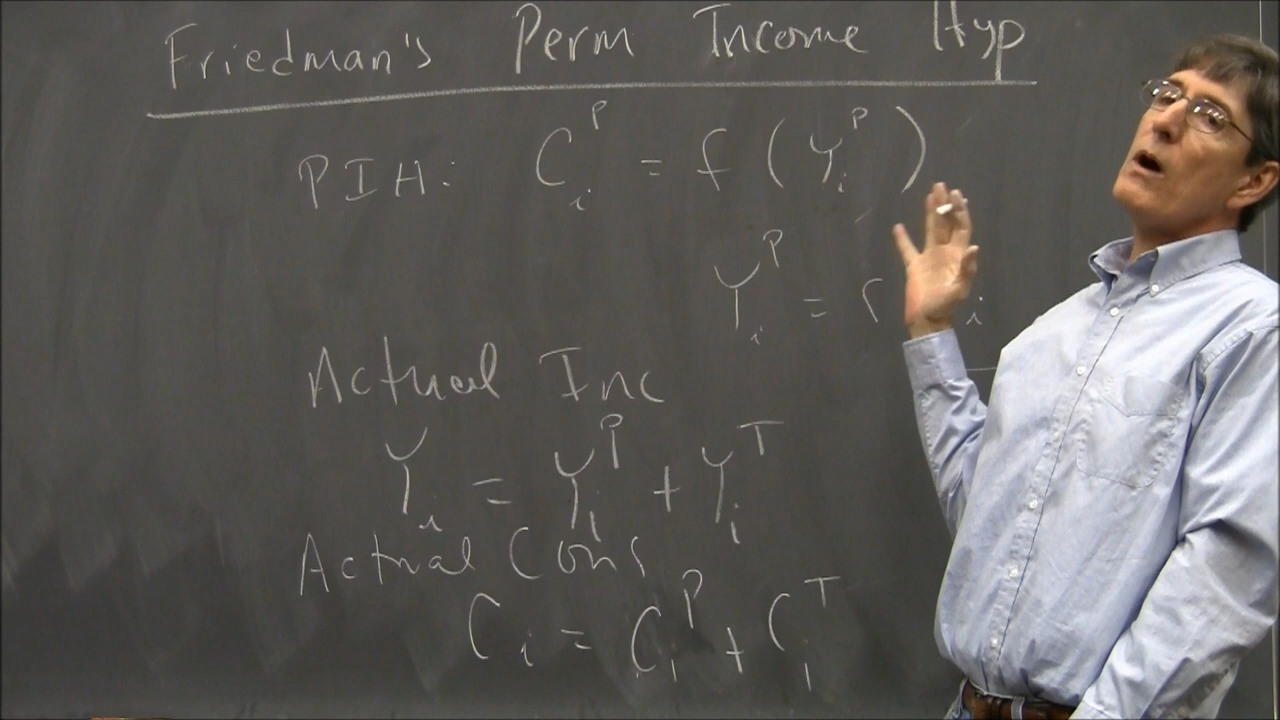 Friedman's Perm Income Hyp
PIH: C_i^P = f (Y_i^P)
Y_i^P = r i
Actual Inc
Y_i = Y_i^P + Y_i^T
Actual Cons
C_i = C_i^P + C_i^T